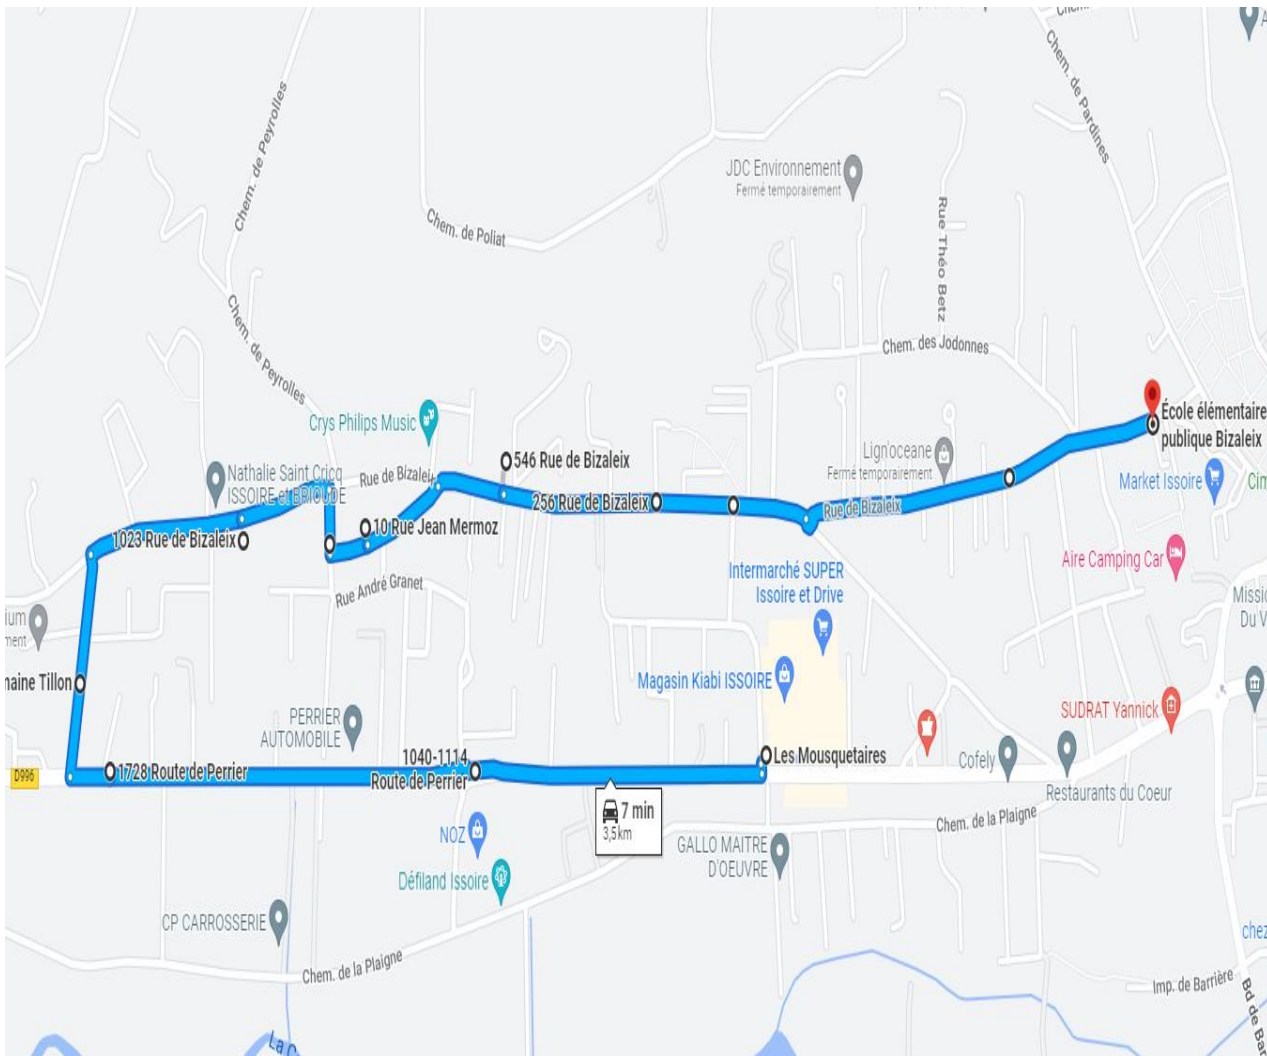 Chem. de Peyrolles
Chem. de Pardines
JDC Environnement
Fermé temporairement
Chem. de Poliat
Rue Théo Betz
Chem. de Peyrolles
Chem. des Jodonnes
Crys Philips Music
École élémentaire
publique Bizaleix
Nathalie Saint Cricq
ISSOIRE et BRIOUDE
Rue de Bizaleix
546 Rue de Bizaleix
Lign'oceane
Fermé temporairement
Market Issoire
256 Rue de Bizaleix
Rue de Bizaleix
10 Rue Jean Mermoz
1023 Rue de Bizaleix
Aire Camping Car
Intermarché SUPER
Issoire et Drive
Rue André Granet
Du V
Magasin Kiabi ISSOIRE
Tillon
SUDRAT Yannick
PERRIER
AUTOMOBILE
1040-1114
Route de Perrier
Les Mousquetaires
D996
1728 Route de Perrier
Cofely
Restaurants du Coeur
7 min
3,5 km
Chem. de la Plaigne
NOZ
GALLO MAITRE
D'OEUVRE
Défiland Issoire
CP CARROSSERIE
chez
Chem. de la Plaigne
Imp. de Barrière
Bd de
La